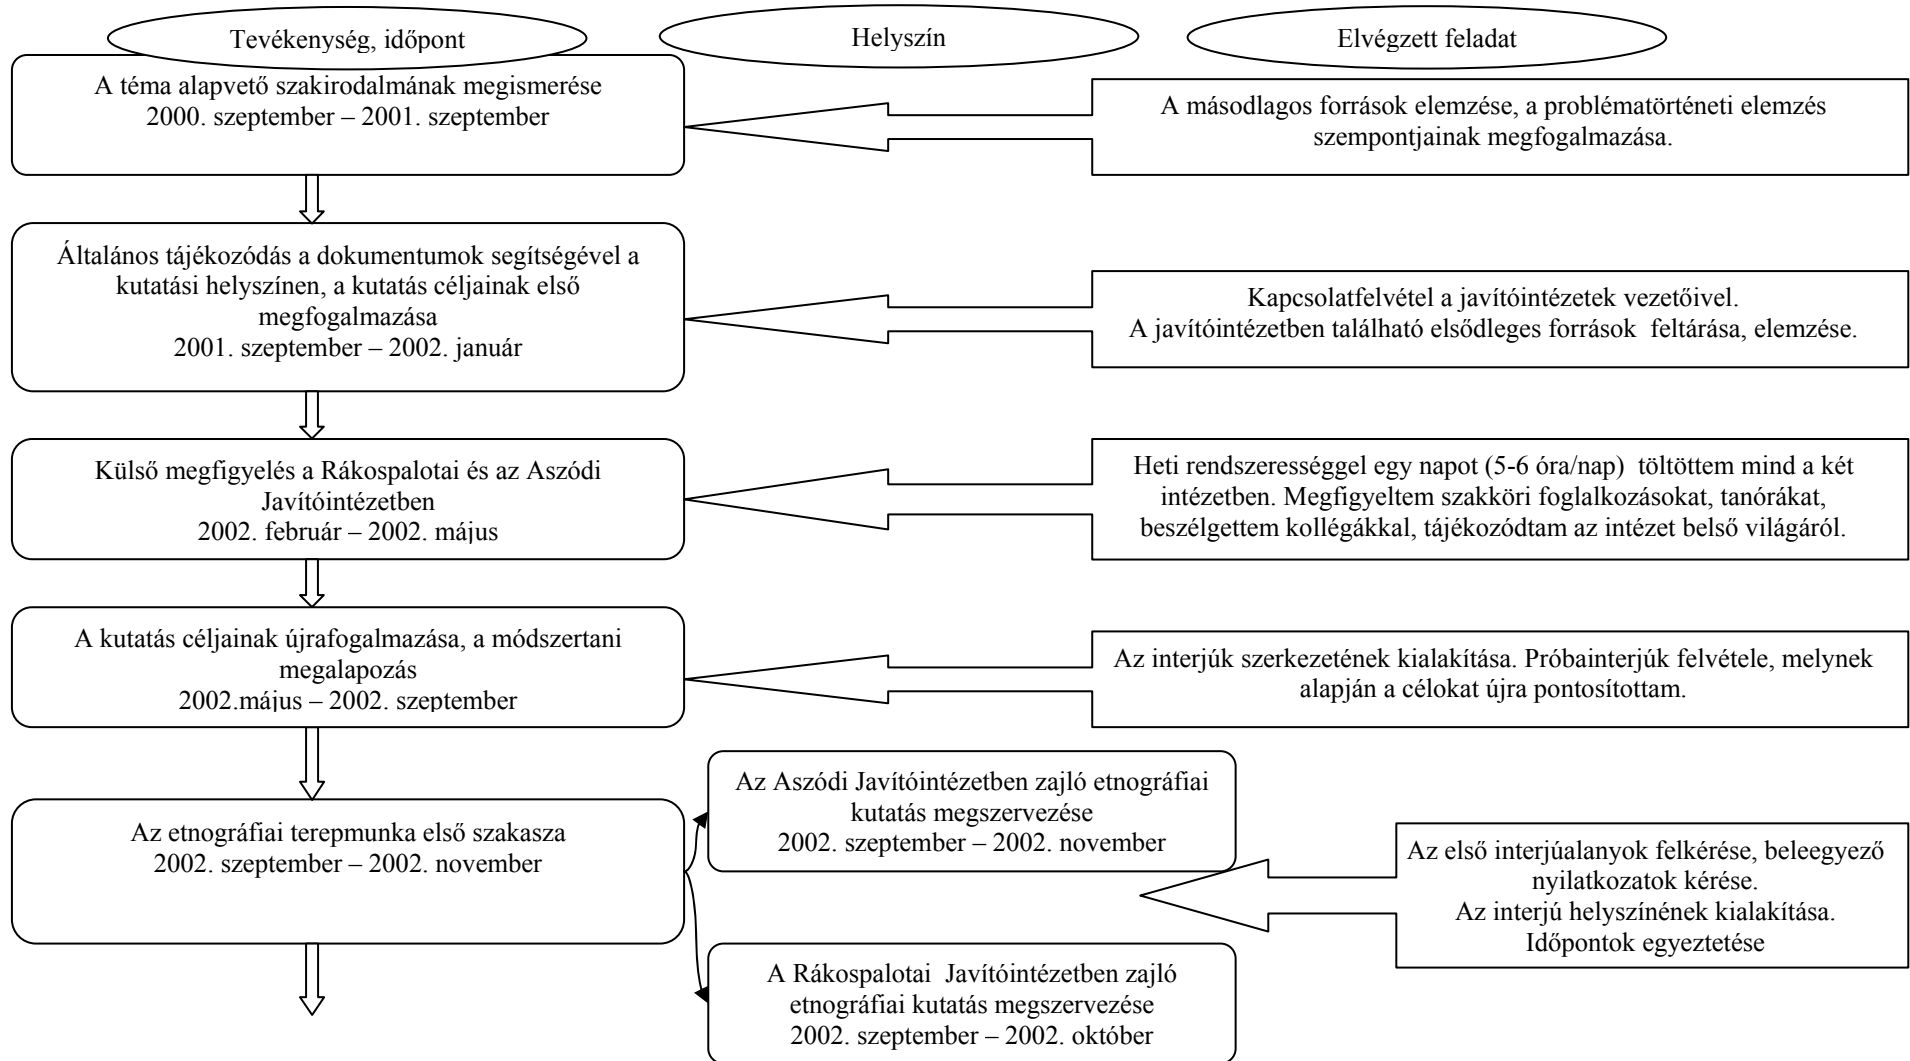 Tevékenység, időpont
Helyszín
Elvégzett feladat
A téma alapvető szakirodalmának megismerése
2000. szeptember – 2001. szeptember
A másodlagos források elemzése, a problématörténeti elemzés
szempontjainak megfogalmazása.
Általános tájékozódás a dokumentumok segítségével a
kutatási helyszínen, a kutatás céljainak első
megfogalmazása
2001. szeptember – 2002. január
Kapcsolatfelvétel a javítóintézetek vezetőivel.
A javítóintézetben található elsődleges források  feltárása, elemzése.
Külső megfigyelés a Rákospalotai és az Aszódi
Javítóintézetben
2002. február – 2002. május
Heti rendszerességgel egy napot (5-6 óra/nap)  töltöttem mind a két
intézetben. Megfigyeltem szakköri foglalkozásokat, tanórákat,
beszélgettem kollégákkal, tájékozódtam az intézet belső világáról.
A kutatás céljainak újrafogalmazása, a módszertani
megalapozás
2002.május – 2002. szeptember
Az interjúk szerkezetének kialakítása. Próbainterjúk felvétele, melynek
alapján a célokat újra pontosítottam.
Az etnográfiai terepmunka első szakasza
2002. szeptember – 2002. november
Az Aszódi Javítóintézetben zajló etnográfiai
kutatás megszervezése
2002. szeptember – 2002. november
Az első interjúalanyok felkérése, beleegyező
nyilatkozatok kérése.
Az interjú helyszínének kialakítása.
Időpontok egyeztetése
A Rákospalotai  Javítóintézetben zajló
etnográfiai kutatás megszervezése
2002. szeptember – 2002. október